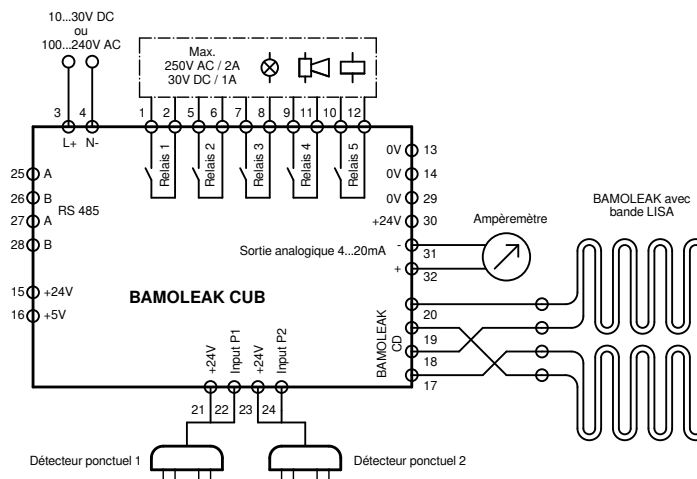 10...30V DC
ou
100...240V AC
Max.
250V AC / 2A
30V DC / 1A
3 4 1 2 5 6 7 8 9 11 10 12
L+ N-
Relais 1
Relais 2
Relais 3
Relais 4
Relais 5
0V 13
0V 14
0V 29
+24V 30
25 A
26 B
27 A
28 B
RS 485
Sortie analogique 4...20mA
- 31
+ 32
Ampèremètre
BAMOLEAK avec
bande LISA
15 +24V
16 +5V
BAMOLEAK CUB
BAMOLEAK
CD
20
19
18
17
+24V
Input P1
+24V
Input P2
21 22 23 24
Détecteur ponctuel 1
Détecteur ponctuel 2